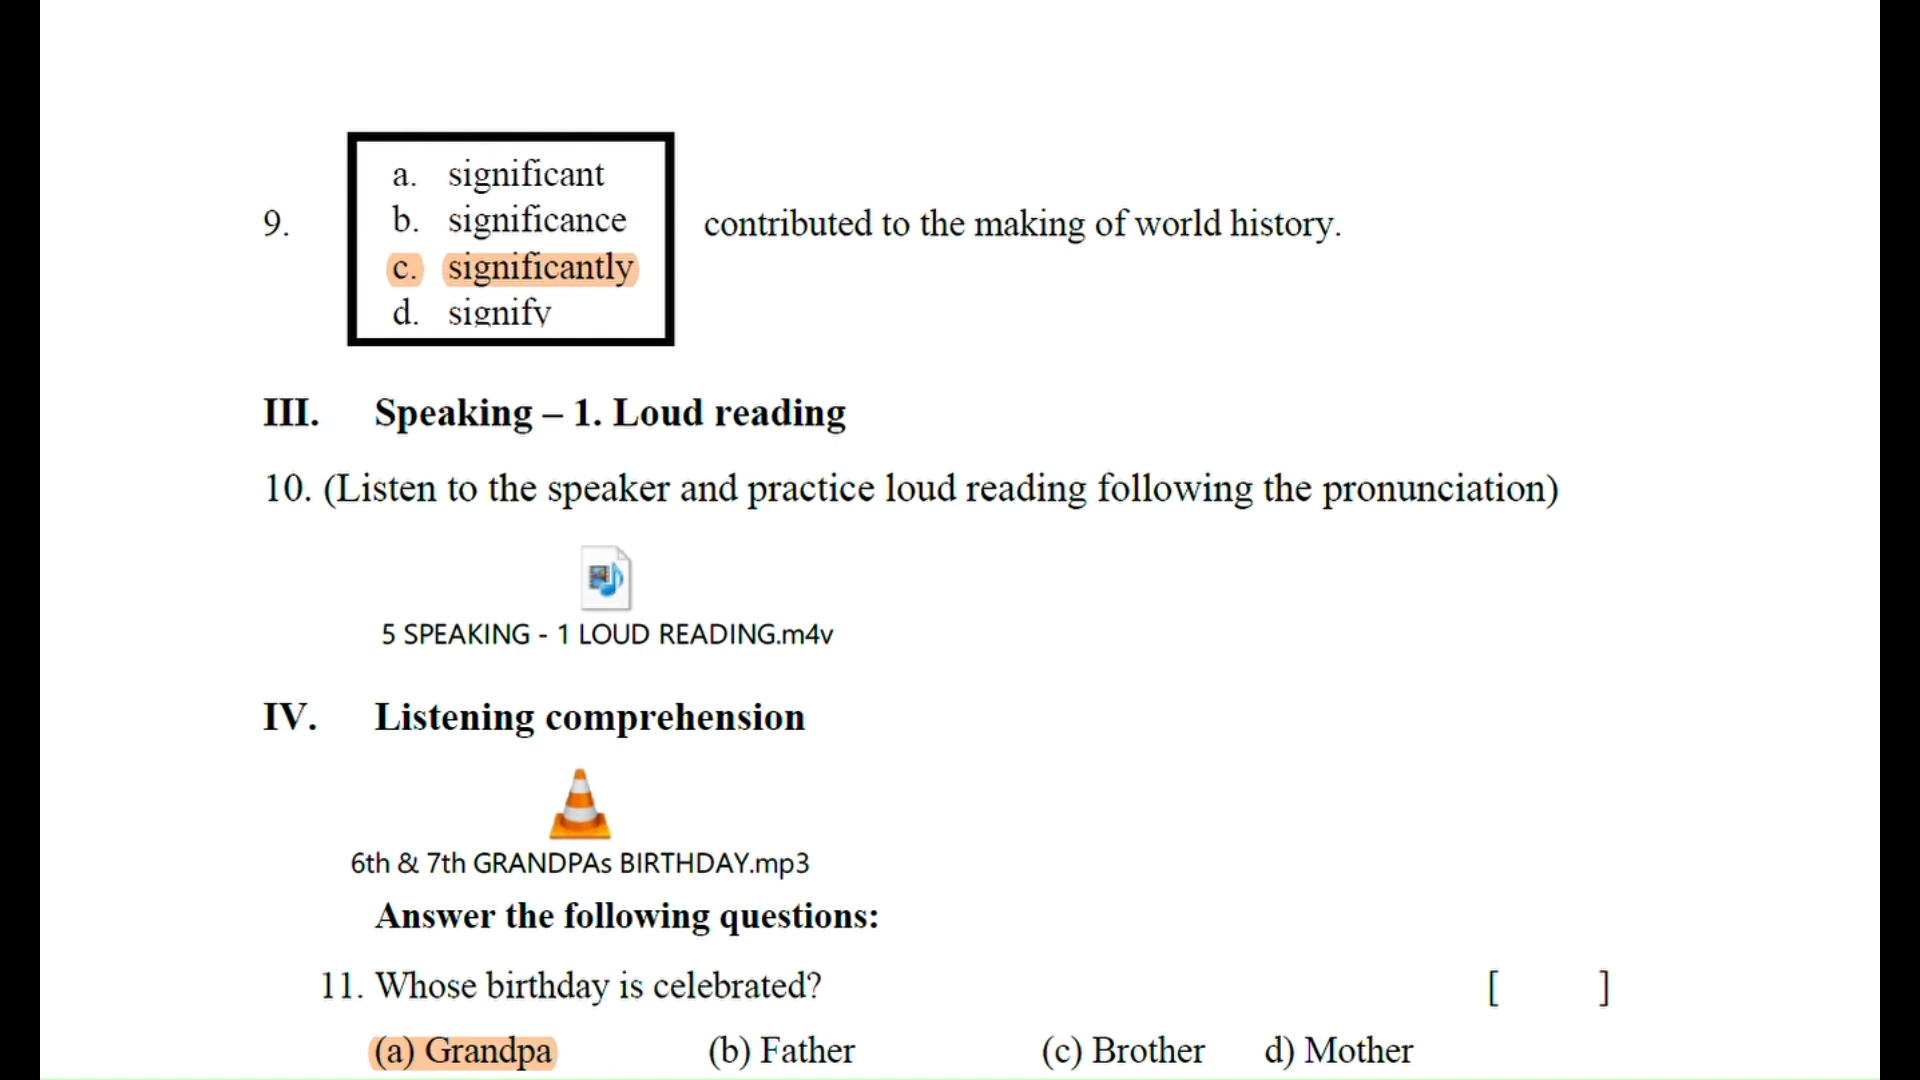 a. significant
b. significance
9. contributed to the making of world history.
c. significantly
d. signify
III. Speaking – 1. Loud reading
10. (Listen to the speaker and practice loud reading following the pronunciation)
5 SPEAKING - 1 LOUD READING.m4v
IV. Listening comprehension
6th & 7th GRANDPAs BIRTHDAY.mp3
Answer the following questions:
11. Whose birthday is celebrated? [ ]
(a) Grandpa (b) Father (c) Brother d) Mother